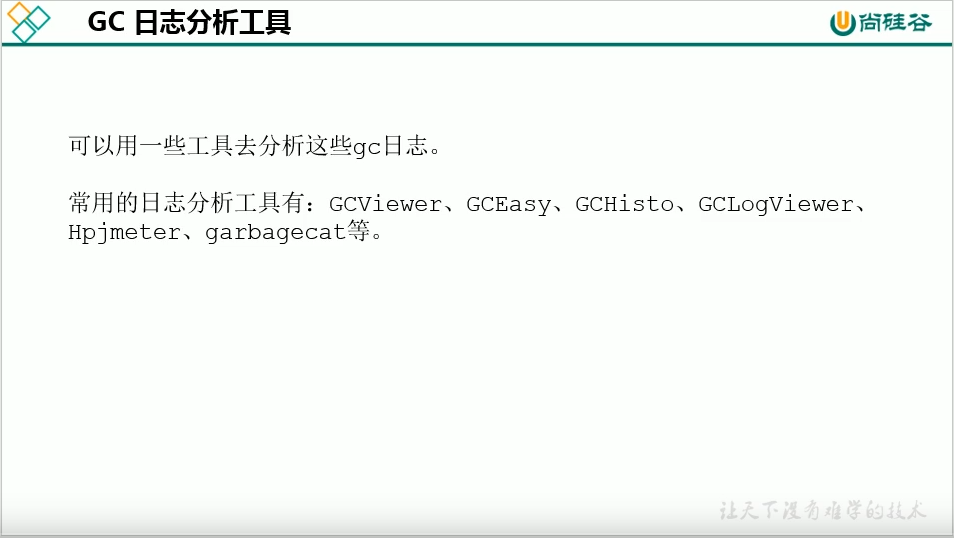 GC 日志分析工具
尚硅谷
可以用一些工具去分析这些gc日志。
常用的日志分析工具有：GCViewer、GCEasy、GCHisto、GCLogViewer、
Hpjmeter、garbagecat等。
让天下没有难学的技术